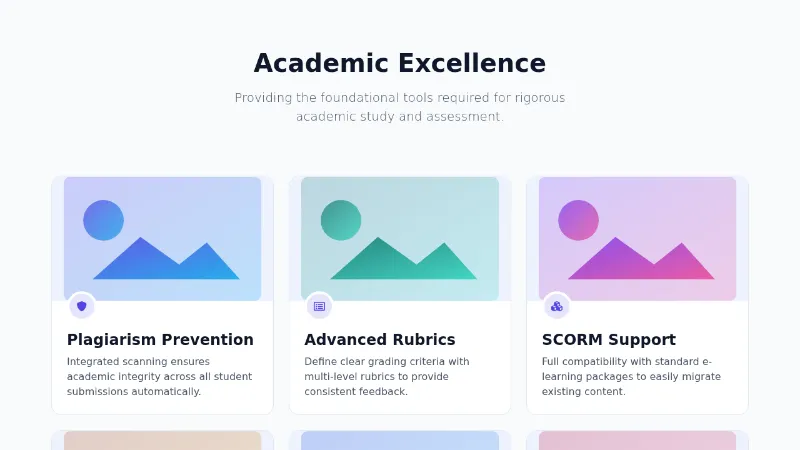 Academic Excellence
Providing the foundational tools required for rigorous
academic study and assessment.
Plagiarism Prevention
Integrated scanning ensures
academic integrity across all student
submissions automatically.
Advanced Rubrics
Define clear grading criteria with
multi-level rubrics to provide
consistent feedback.
SCORM Support
Full compatibility with standard e-
learning packages to easily migrate
existing content.